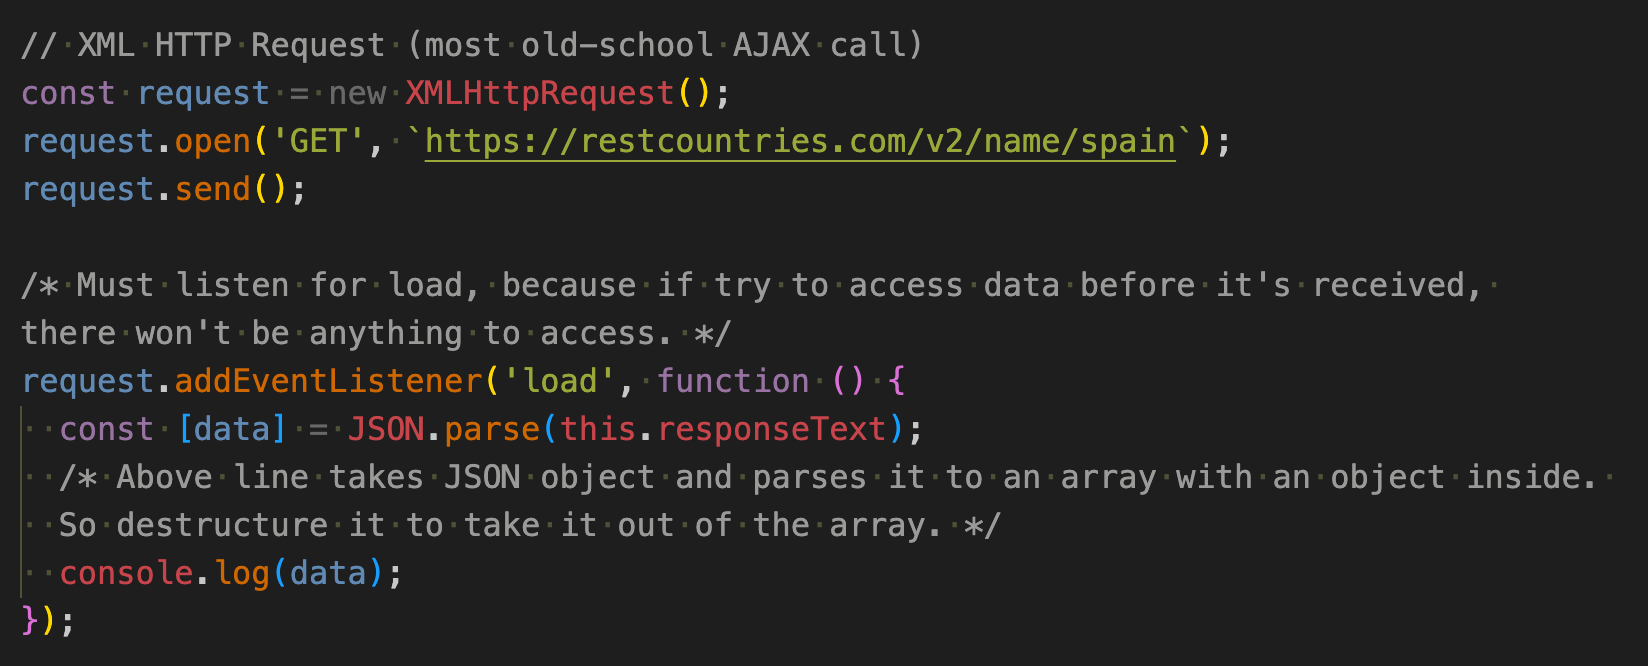 // XML HTTP Request (most old-school AJAX call)
const request = new XMLHttpRequest();
request.open('GET', `https://restcountries.com/v2/name/spain`);
request.send();
/* Must listen for load, because if try to access data before it's received,
there won't be anything to access. */
request.addEventListener('load', function () {
  const [data] = JSON.parse(this.responseText);
  /* Above line takes JSON object and parses it to an array with an object inside.
  So destructure it to take it out of the array. */
  console.log(data);
});